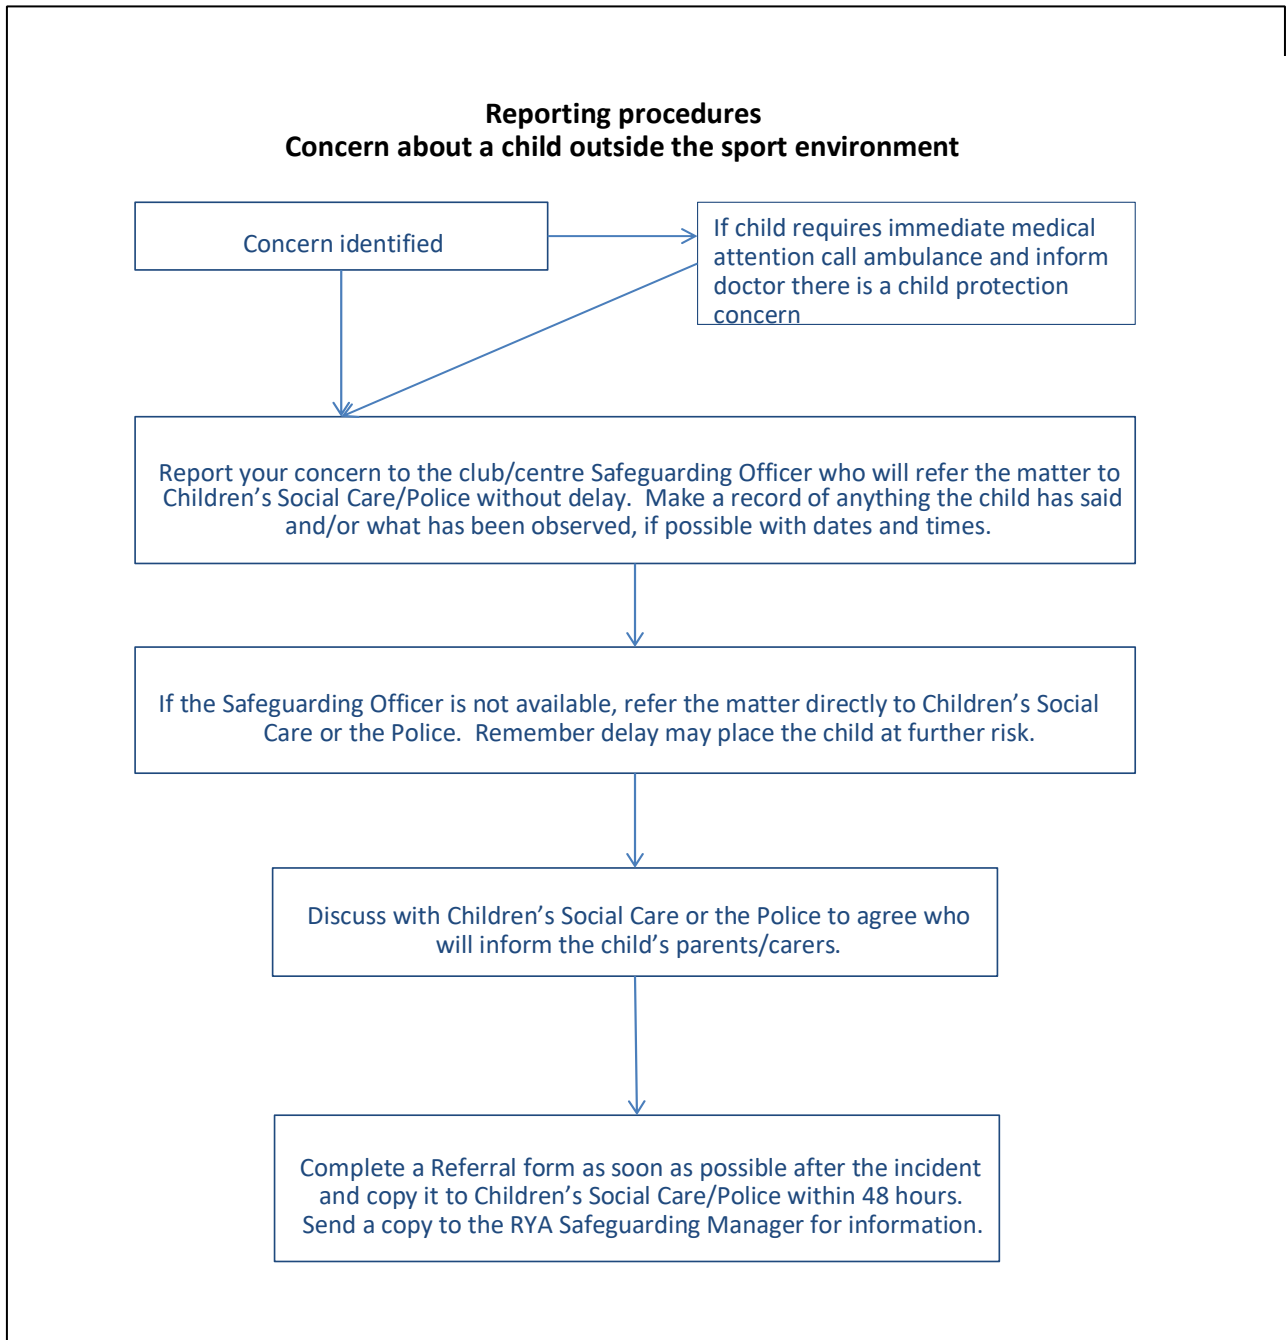 Reporting procedures
Concern about a child outside the sport environment
Concern identified
If child requires immediate medical
attention call ambulance and inform
doctor there is a child protection
concern
Report your concern to the club/centre Safeguarding Officer who will refer the matter to
Children’s Social Care/Police without delay.  Make a record of anything the child has said
and/or what has been observed, if possible with dates and times.
If the Safeguarding Officer is not available, refer the matter directly to Children’s Social
Care or the Police.  Remember delay may place the child at further risk.
Discuss with Children’s Social Care or the Police to agree who
will inform the child’s parents/carers.
Complete a Referral form as soon as possible after the incident
and copy it to Children’s Social Care/Police within 48 hours.
Send a copy to the RYA Safeguarding Manager for information.